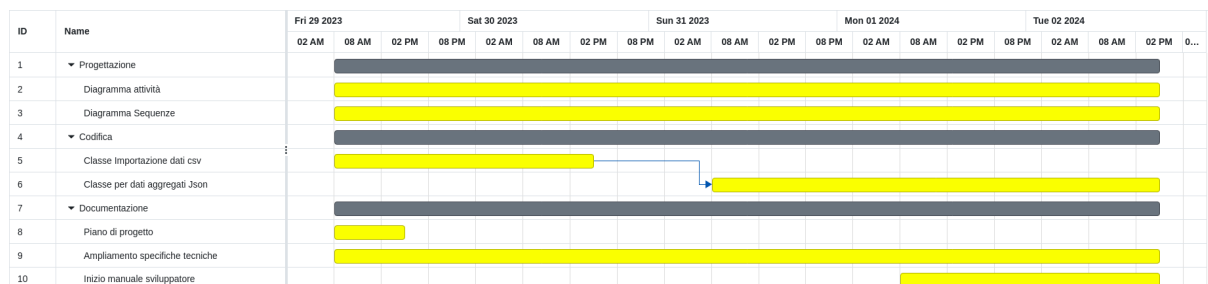 Fri 29 2023 Sat 30 2023 Sun 31 2023 Mon 01 2024 Tue 02 2024
ID Name
02 AM 08 AM 02 PM 08 PM 02 AM 08 AM 02 PM 08 PM 02 AM 08 AM 02 PM 08 PM 02 AM 08 AM 02 PM 08 PM 02 AM 08 AM 02 PM 0...
1 Progettazione
2 Diagramma attività
3 Diagramma Sequenze
4 Codifica
5 Classe Importazione dati csv
6 Classe per dati aggregati Json
7 Documentazione
8 Piano di progetto
9 Ampliamento specifiche tecniche
10 Inizio manuale sviluppatore